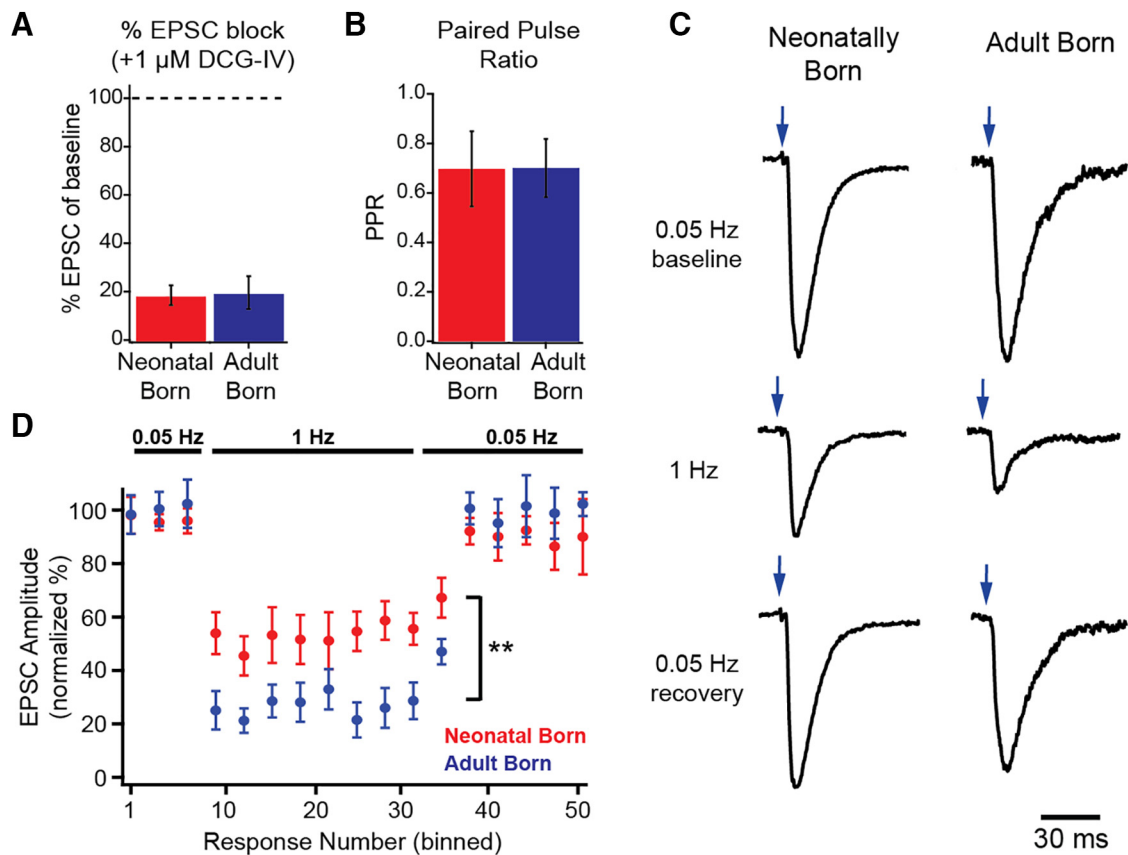 A
% EPSC block
(+1 µM DCG-IV)
% EPSC of baseline
100
80
60
40
20
0
Neonatal
Born
Adult
Born
B
Paired Pulse
Ratio
PPR
1.0
0.8
0.6
0.4
0.2
0.0
Neonatal
Born
Adult
Born
C
Neonatally
Born
Adult Born
0.05 Hz
baseline
1 Hz
0.05 Hz
recovery
30 ms
D
0.05 Hz
1 Hz
0.05 Hz
EPSC Amplitude
(normalized %)
100
80
60
40
20
0
**
Neonatal Born
Adult Born
1
10
20
30
40
50
Response Number (binned)